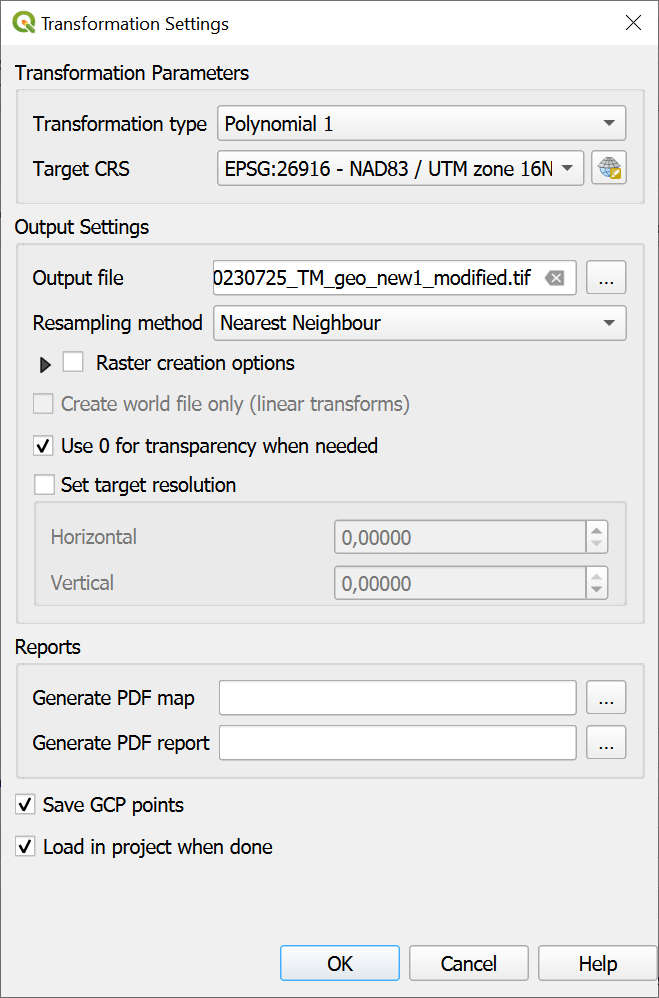 Transformation Settings
Transformation Parameters
Transformation type Polynomial 1
Target CRS EPSG:26916 - NAD83 / UTM zone 16N
Output Settings
Output file 0230725_TM_geo_new1_modified.tif ...
Resampling method Nearest Neighbour
Raster creation options
Create world file only (linear transforms)
Use 0 for transparency when needed
Set target resolution
Horizontal 0,00000
Vertical 0,00000
Reports
Generate PDF map ...
Generate PDF report ...
Save GCP points
Load in project when done
OK Cancel Help